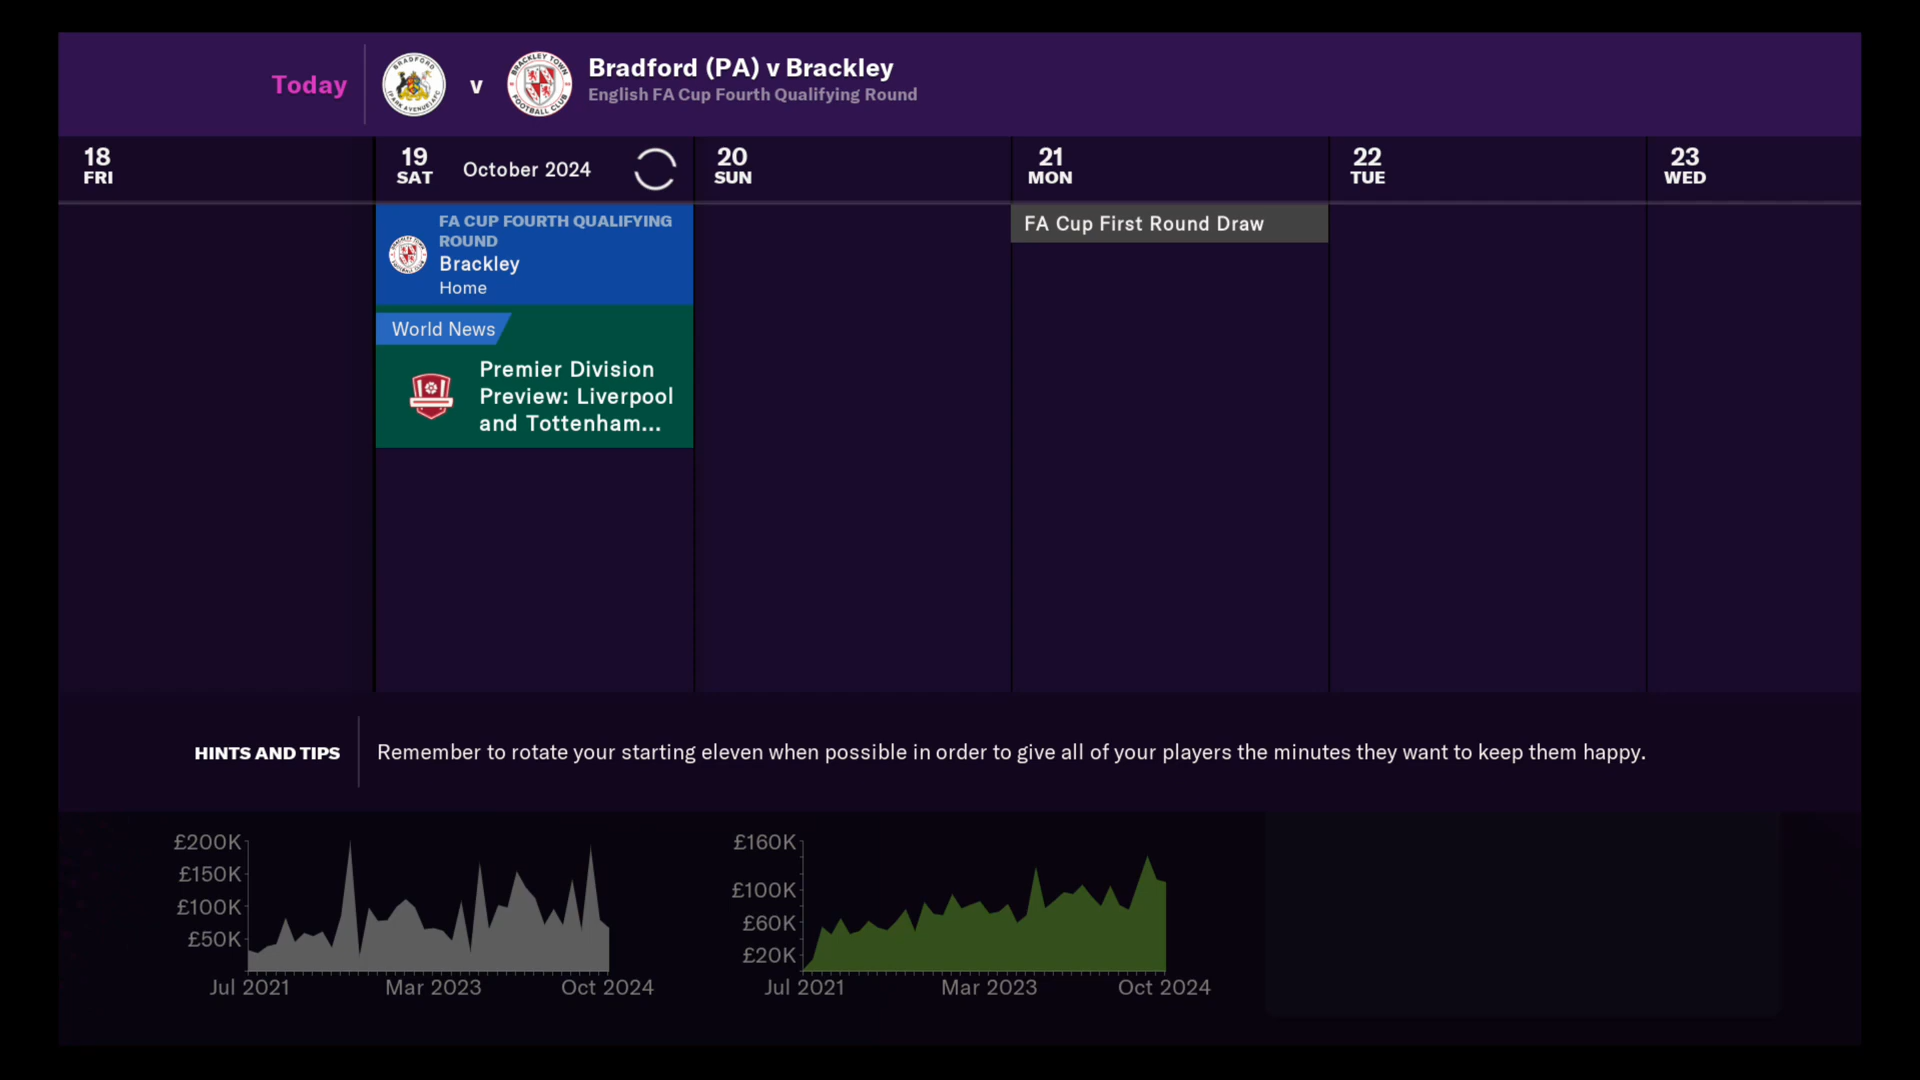 Today
v
Bradford (PA) v Brackley
English FA Cup Fourth Qualifying Round
18
FRI
19
SAT
October 2024
20
SUN
21
MON
22
TUE
23
WED
FA CUP FOURTH QUALIFYING
ROUND
Brackley
Home
FA Cup First Round Draw
World News
Premier Division
Preview: Liverpool
and Tottenham...
HINTS AND TIPS
Remember to rotate your starting eleven when possible in order to give all of your players the minutes they want to keep them happy.
£200K
£150K
£100K
£50K
Jul 2021
Mar 2023
Oct 2024
£160K
£100K
£60K
£20K
Jul 2021
Mar 2023
Oct 2024